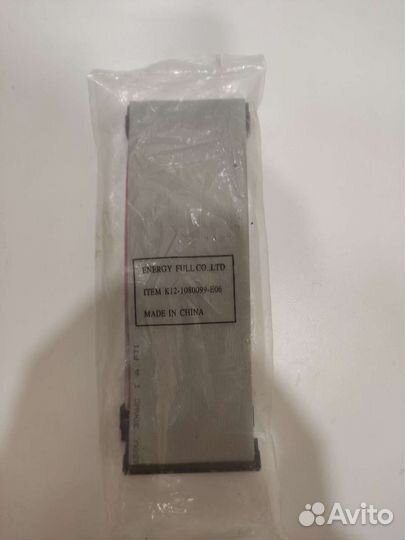 ENERGY FULL CO.,LTD
ITEM K12-1080099-E06
MADE IN CHINA
Avito